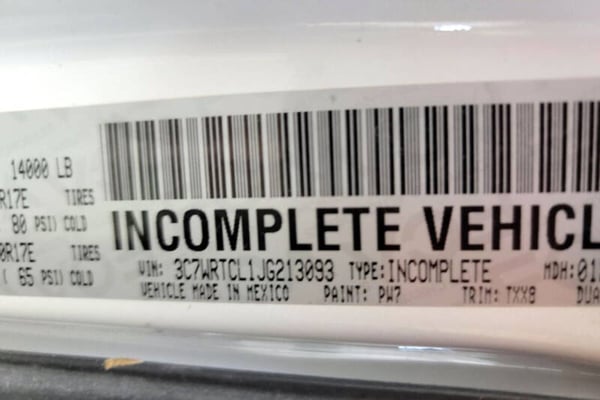 14000 LB
R17E TIRES
80 PSI) COLD
0R17E TIRES
( 65 PSI) COLD
INCOMPLETE VEHICL
VIN: 3C7WRTCL1JG213093 TYPE: INCOMPLETE MDH: 01
VEHICLE MADE IN MEXICO PAINT: PW7 TRIM: TXX8 DUA